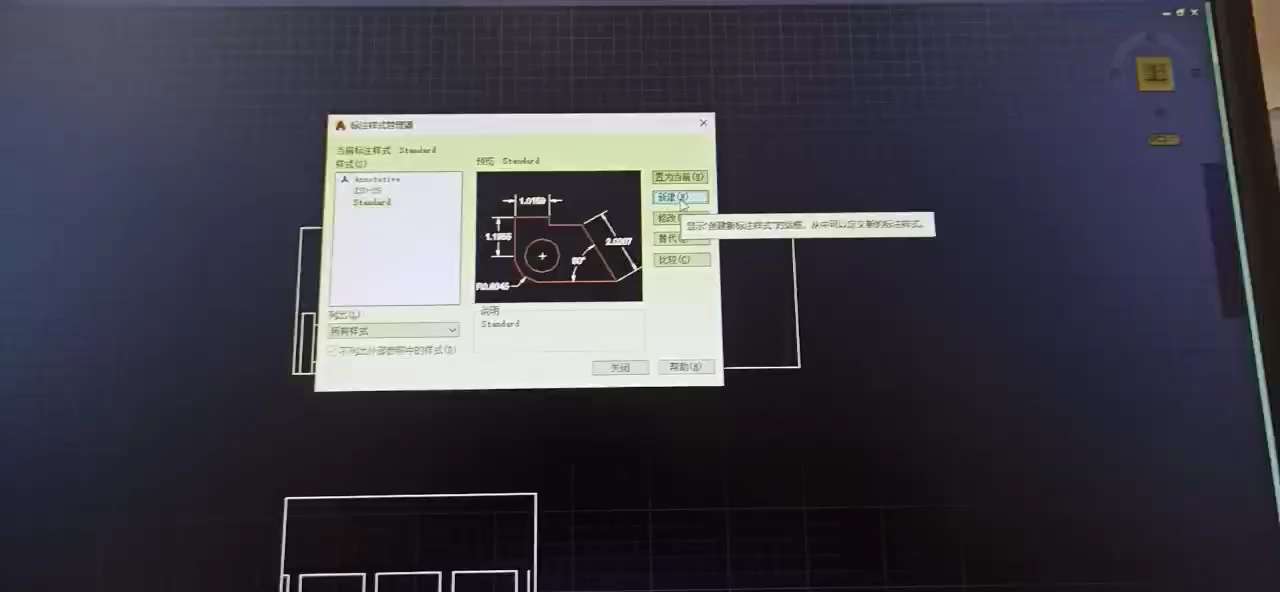 标注样式管理器
当前标注样式 Standard
样式(S)
Annotative
ISO-25
Standard
预览 Standard
1.0159
1.1955
2.0207
60°
R0.8045
置为当前(U)
新建(N)
修改
替代
比较(C)
显示“创建新标注样式”对话框，从中可以定义新的标注样式。
列出(L)
所有样式
不列出外部参照中的样式(D)
说明
Standard
关闭
帮助(H)
上